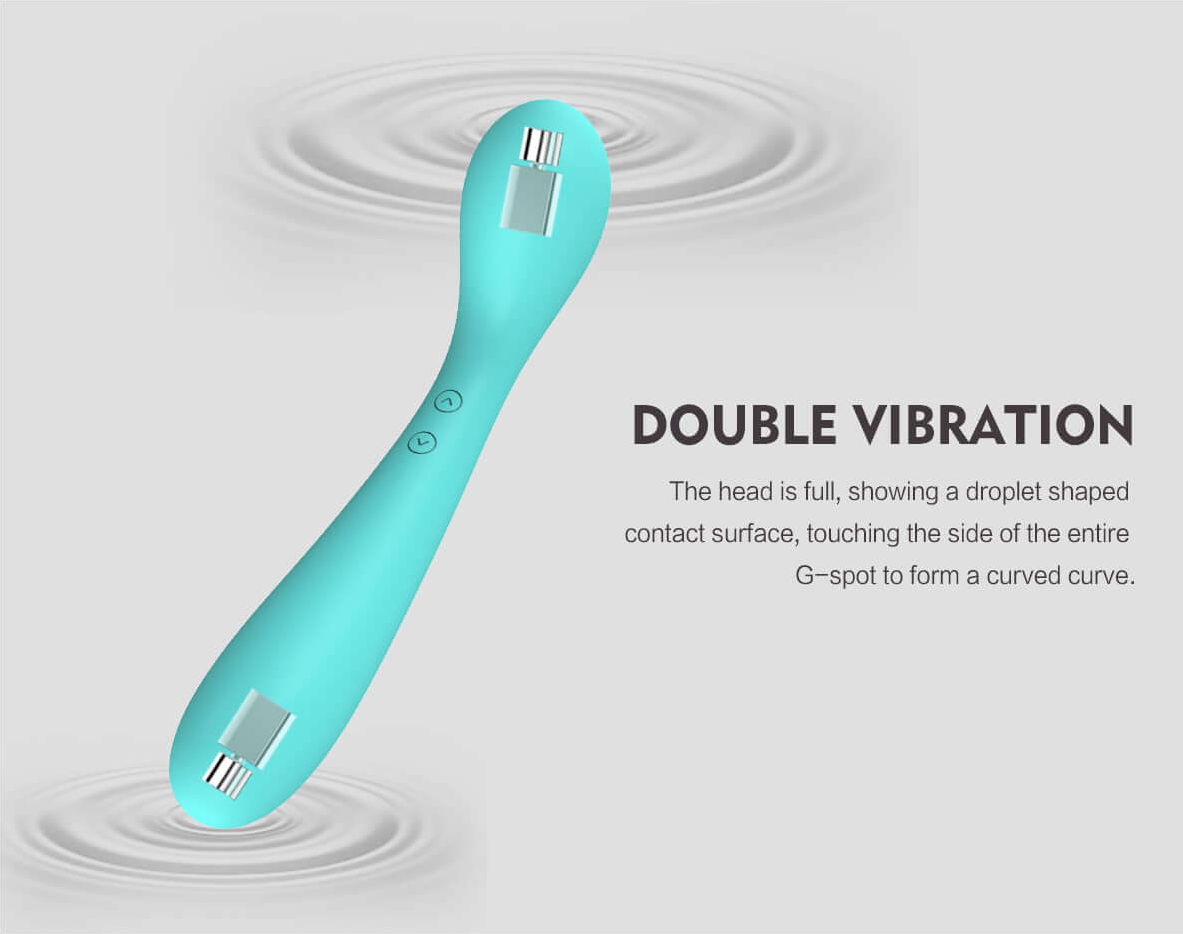 DOUBLE VIBRATION
The head is full, showing a droplet shaped
contact surface, touching the side of the entire
G-spot to form a curved curve.